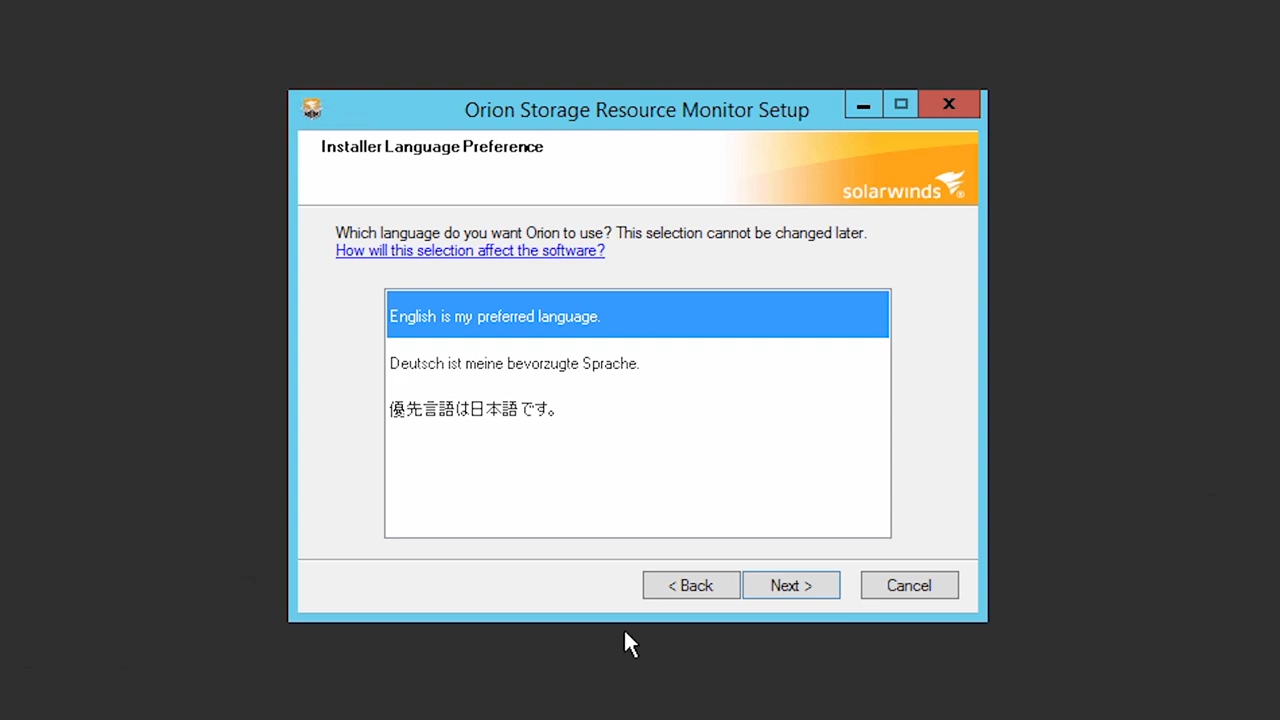 Orion Storage Resource Monitor Setup
Installer Language Preference
solarwinds
Which language do you want Orion to use? This selection cannot be changed later.
How will this selection affect the software?
English is my preferred language.
Deutsch ist meine bevorzugte Sprache.
優先言語は日本語です。
< Back
Next >
Cancel